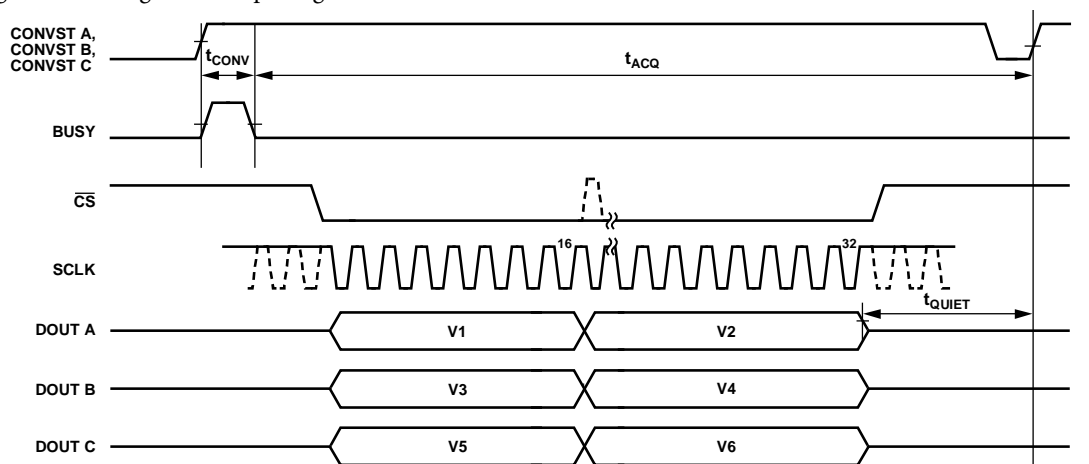 CONVST A,
CONVST B,
CONVST C
tCONV
tACQ
BUSY
CS
16
32
SCLK
tQUIET
DOUT A
V1
V2
DOUT B
V3
V4
DOUT C
V5
V6